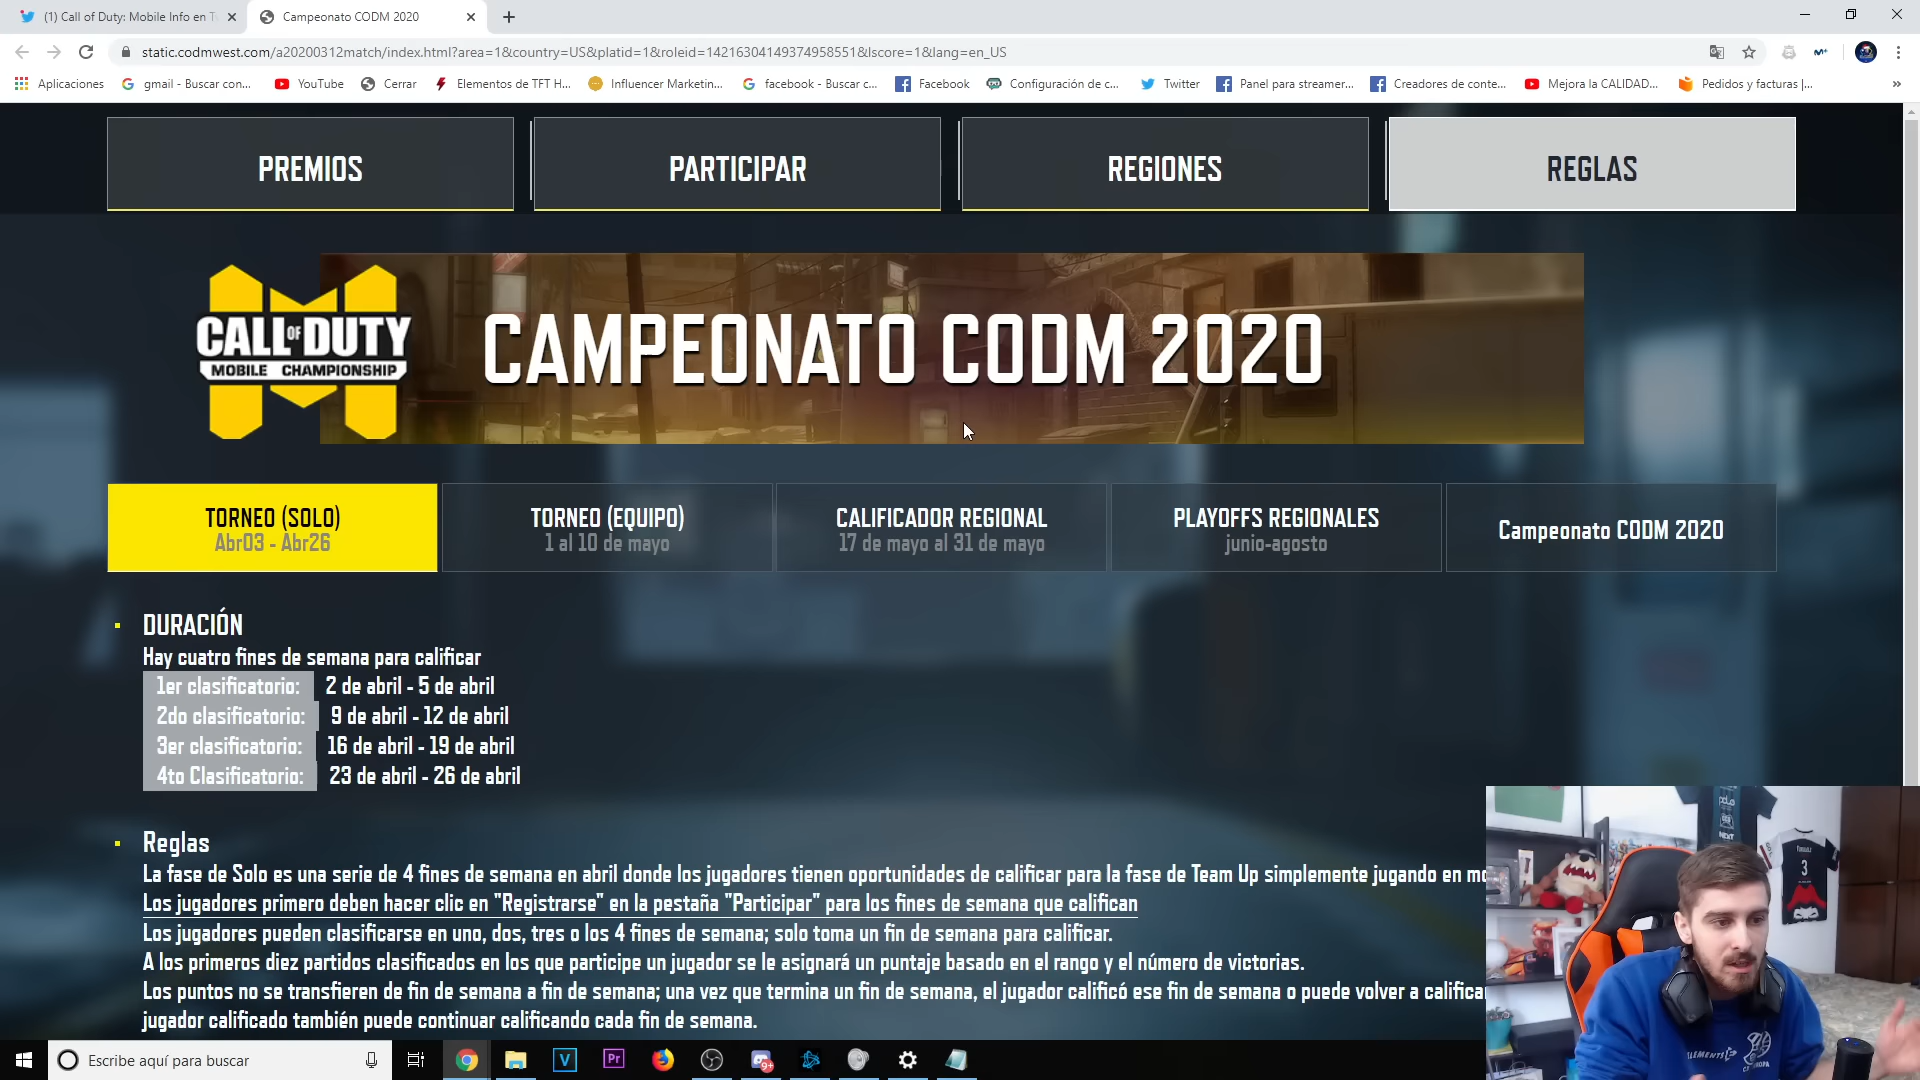 (1) Call of Duty: Mobile Info en T
Campeonato CODM 2020
static.codmwest.com/a20200312match/index.html?area=1&country=US&platid=1&roleid=14216304149374958551&lscore=1&lang=en_US
Aplicaciones
gmail - Buscar con...
YouTube
Cerrar
Elementos de TFT H...
Influencer Marketin...
facebook - Buscar c...
Facebook
Configuración de c...
Twitter
Panel para streamer...
Creadores de conte...
Mejora la CALIDAD...
Pedidos y facturas |...
PREMIOS
PARTICIPAR
REGIONES
REGLAS
CALL OF DUTY
MOBILE CHAMPIONSHIP
CAMPEONATO CODM 2020
TORNEO (SOLO)
Abr03 - Abr26
TORNEO (EQUIPO)
1 al 10 de mayo
CALIFICADOR REGIONAL
17 de mayo al 31 de mayo
PLAYOFFS REGIONALES
junio-agosto
Campeonato CODM 2020
DURACIÓN
Hay cuatro fines de semana para calificar
1er clasificatorio: 2 de abril - 5 de abril
2do clasificatorio: 9 de abril - 12 de abril
3er clasificatorio: 16 de abril - 19 de abril
4to Clasificatorio: 23 de abril - 26 de abril
Reglas
La fase de Solo es una serie de 4 fines de semana en abril donde los jugadores tienen oportunidades de calificar para la fase de Team Up simplemente jugando en mo
Los jugadores primero deben hacer clic en "Registrarse" en la pestaña "Participar" para los fines de semana que califican
Los jugadores pueden clasificarse en uno, dos, tres o los 4 fines de semana; solo toma un fin de semana para calificar.
A los primeros diez partidos clasificados en los que participe un jugador se le asignará un puntaje basado en el rango y el número de victorias.
Los puntos no se transfieren de fin de semana a fin de semana; una vez que termina un fin de semana, el jugador calificó ese fin de semana o puede volver a califica
jugador calificado también puede continuar calificando cada fin de semana.
3
Escribe aquí para buscar
V
Pr
9+